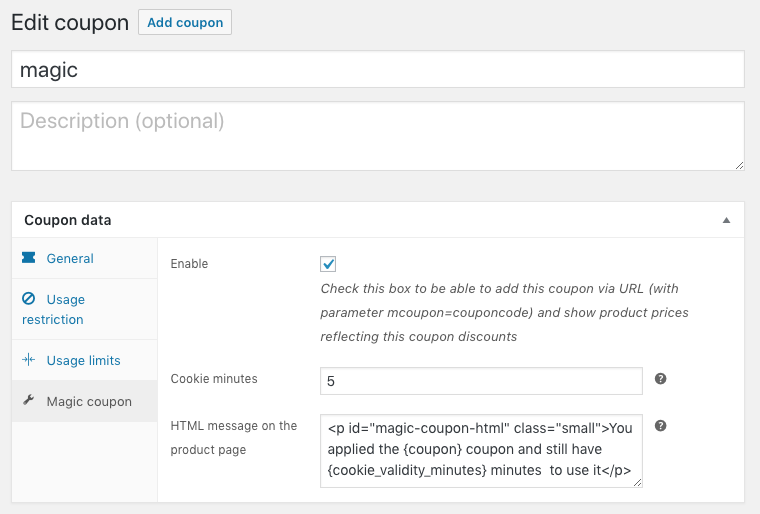 Edit coupon Add coupon
magic
Description (optional)
Coupon data
General
Usage
restriction
Usage limits
Magic coupon
Enable
Check this box to be able to add this coupon via URL (with
parameter mcoupon=couponcode) and show product prices
reflecting this coupon discounts
Cookie minutes
5
?
HTML message on the
product page
<p id="magic-coupon-html" class="small">You
applied the {coupon} coupon and still have
{cookie_validity_minutes} minutes  to use it</p>
?